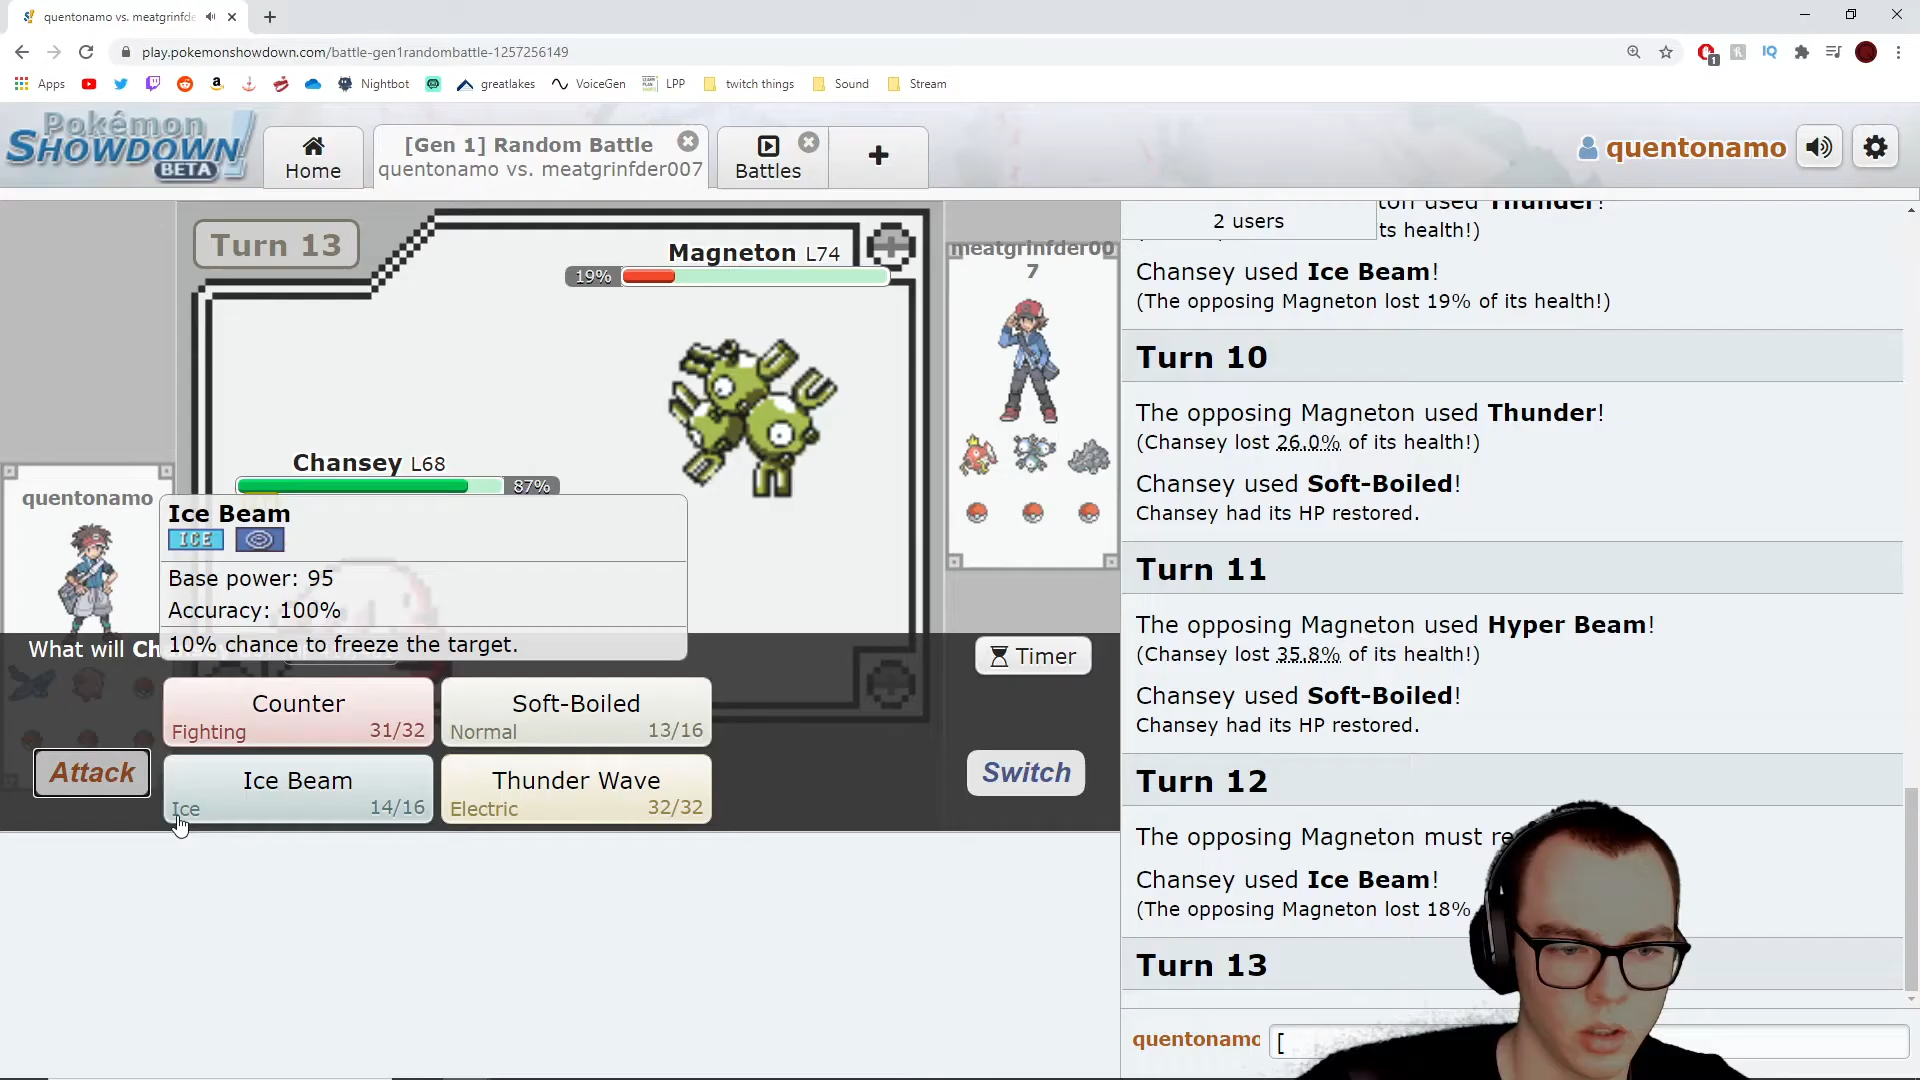 quentonamo vs. meatgrinfde
play.pokemonshowdown.com/battle-gen1randombattle-1257256149
1
IQ
Apps
Nightbot
greatlakes
VoiceGen
LPP
twitch things
Sound
Stream
Pokémon
SHOWDOWN!
BETA
Home
[Gen 1] Random Battle
quentonamo vs. meatgrinfder007
Battles
quentonamo
Turn 13
Magneton L74
19%
Chansey L68
87%
quentonamo
meatgrinfder00
7
Ice Beam
ICE
Base power: 95
Accuracy: 100%
10% chance to freeze the target.
What will Ch
Timer
Counter
Fighting 31/32
Soft-Boiled
Normal 13/16
Attack
Ice Beam
Ice 14/16
Thunder Wave
Electric 32/32
Switch
2 users
ton used Thunder!
ts health!)
Chansey used Ice Beam!
(The opposing Magneton lost 19% of its health!)
Turn 10
The opposing Magneton used Thunder!
(Chansey lost 26.0% of its health!)
Chansey used Soft-Boiled!
Chansey had its HP restored.
Turn 11
The opposing Magneton used Hyper Beam!
(Chansey lost 35.8% of its health!)
Chansey used Soft-Boiled!
Chansey had its HP restored.
Turn 12
The opposing Magneton must re
Chansey used Ice Beam!
(The opposing Magneton lost 18%
Turn 13
quentonamo [